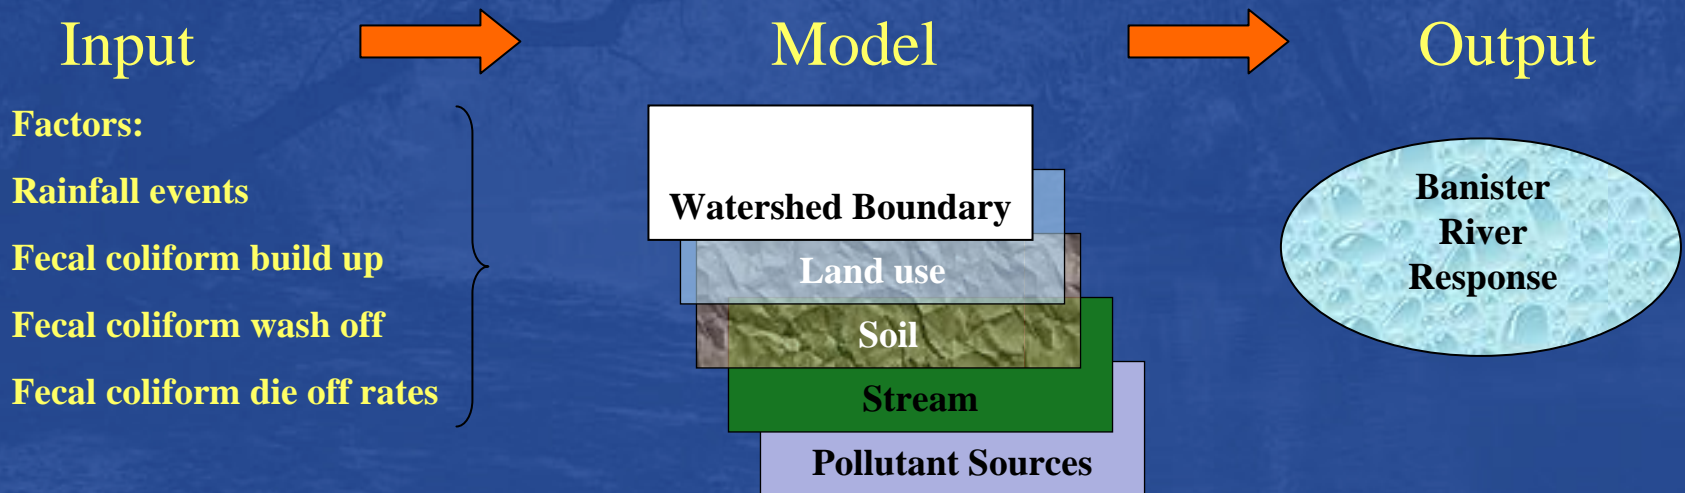 Input
Model
Output
Factors:
Rainfall events
Fecal coliform build up
Fecal coliform wash off
Fecal coliform die off rates
Watershed Boundary
Land use
Soil
Stream
Pollutant Sources
Banister
River
Response